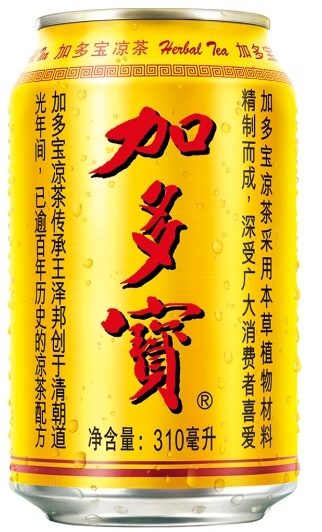 Tea 加多宝凉茶 Herbal Tea 加多宝
加多宝凉茶采用本草植物材料
精制而成，深受广大消费者喜爱
加多寶®
加多宝凉茶传承王泽邦创于清朝道
光年间，已逾百年历史的凉茶配方
净含量：310毫升